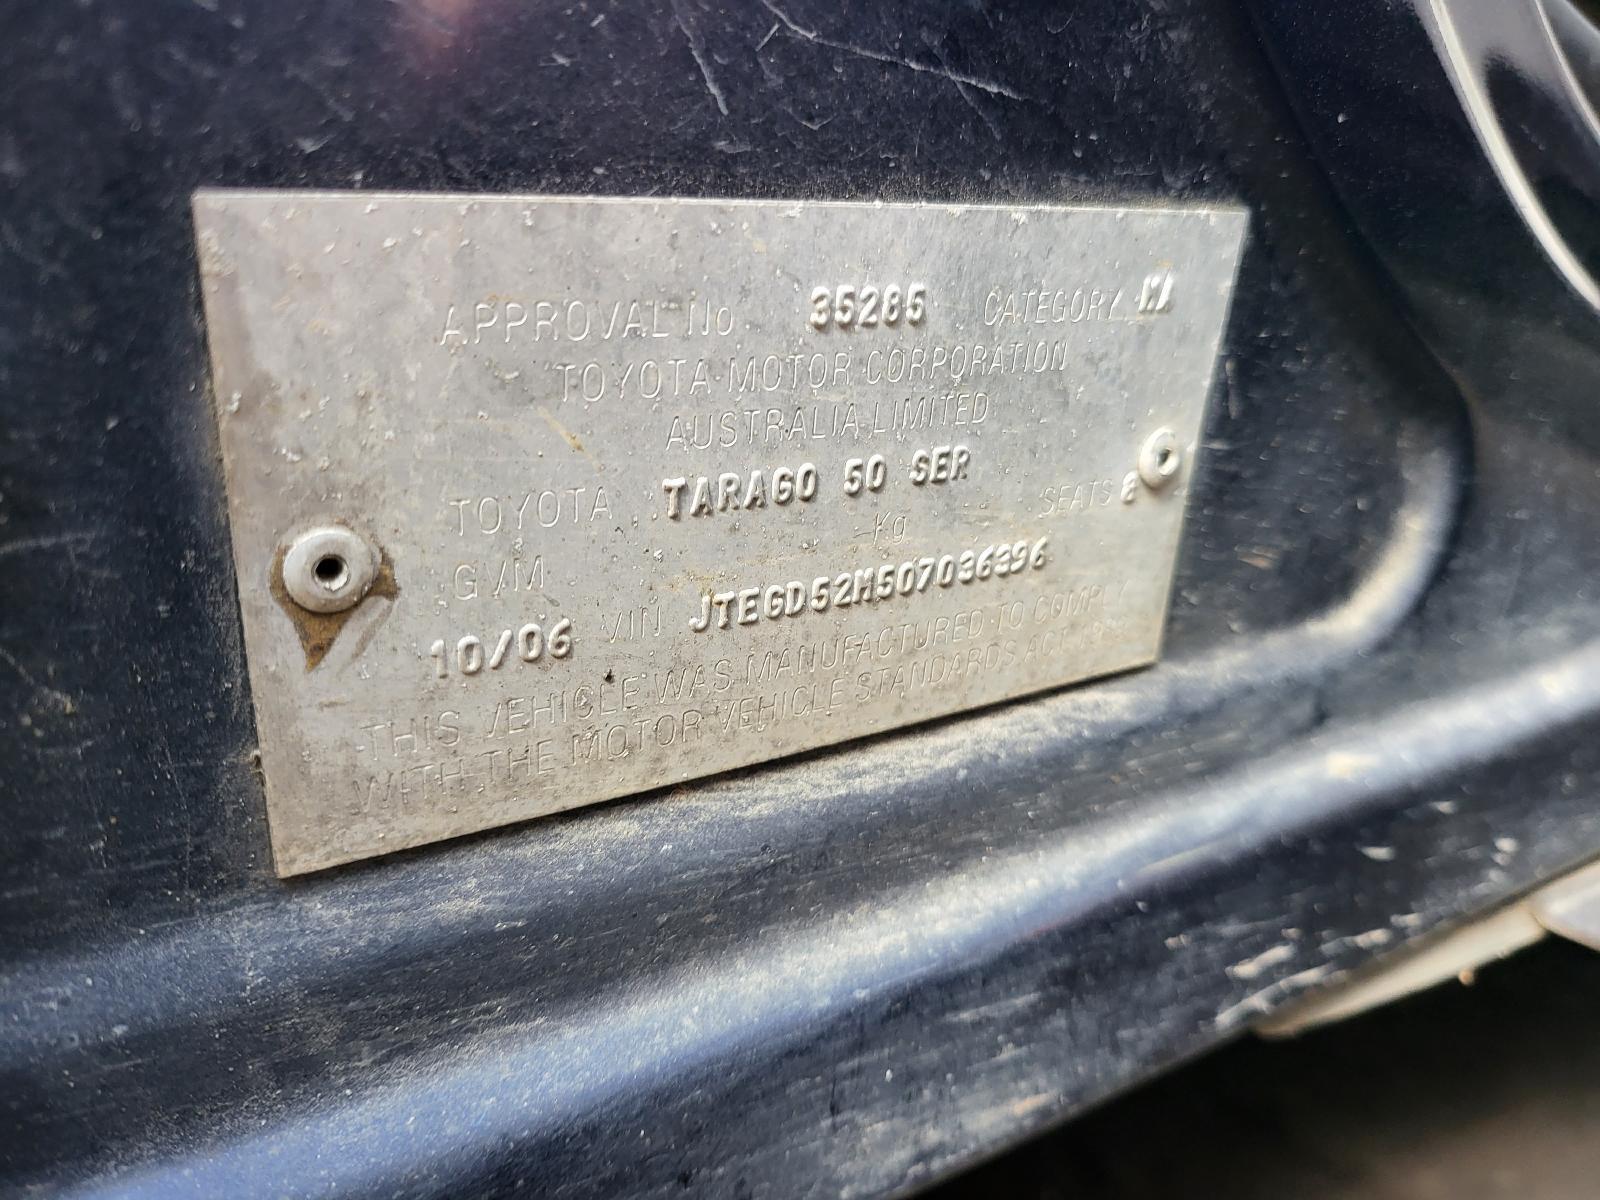 APPROVAL No 35285 CATEGORY MA
TOYOTA MOTOR CORPORATION
AUSTRALIA LIMITED
TOYOTA TARAGO 50 SER
GVM Kg SEATS 8
10/06 VIN JTEGD52M507036396
THIS VEHICLE WAS MANUFACTURED TO COMPLY
WITH THE MOTOR VEHICLE STANDARDS ACT